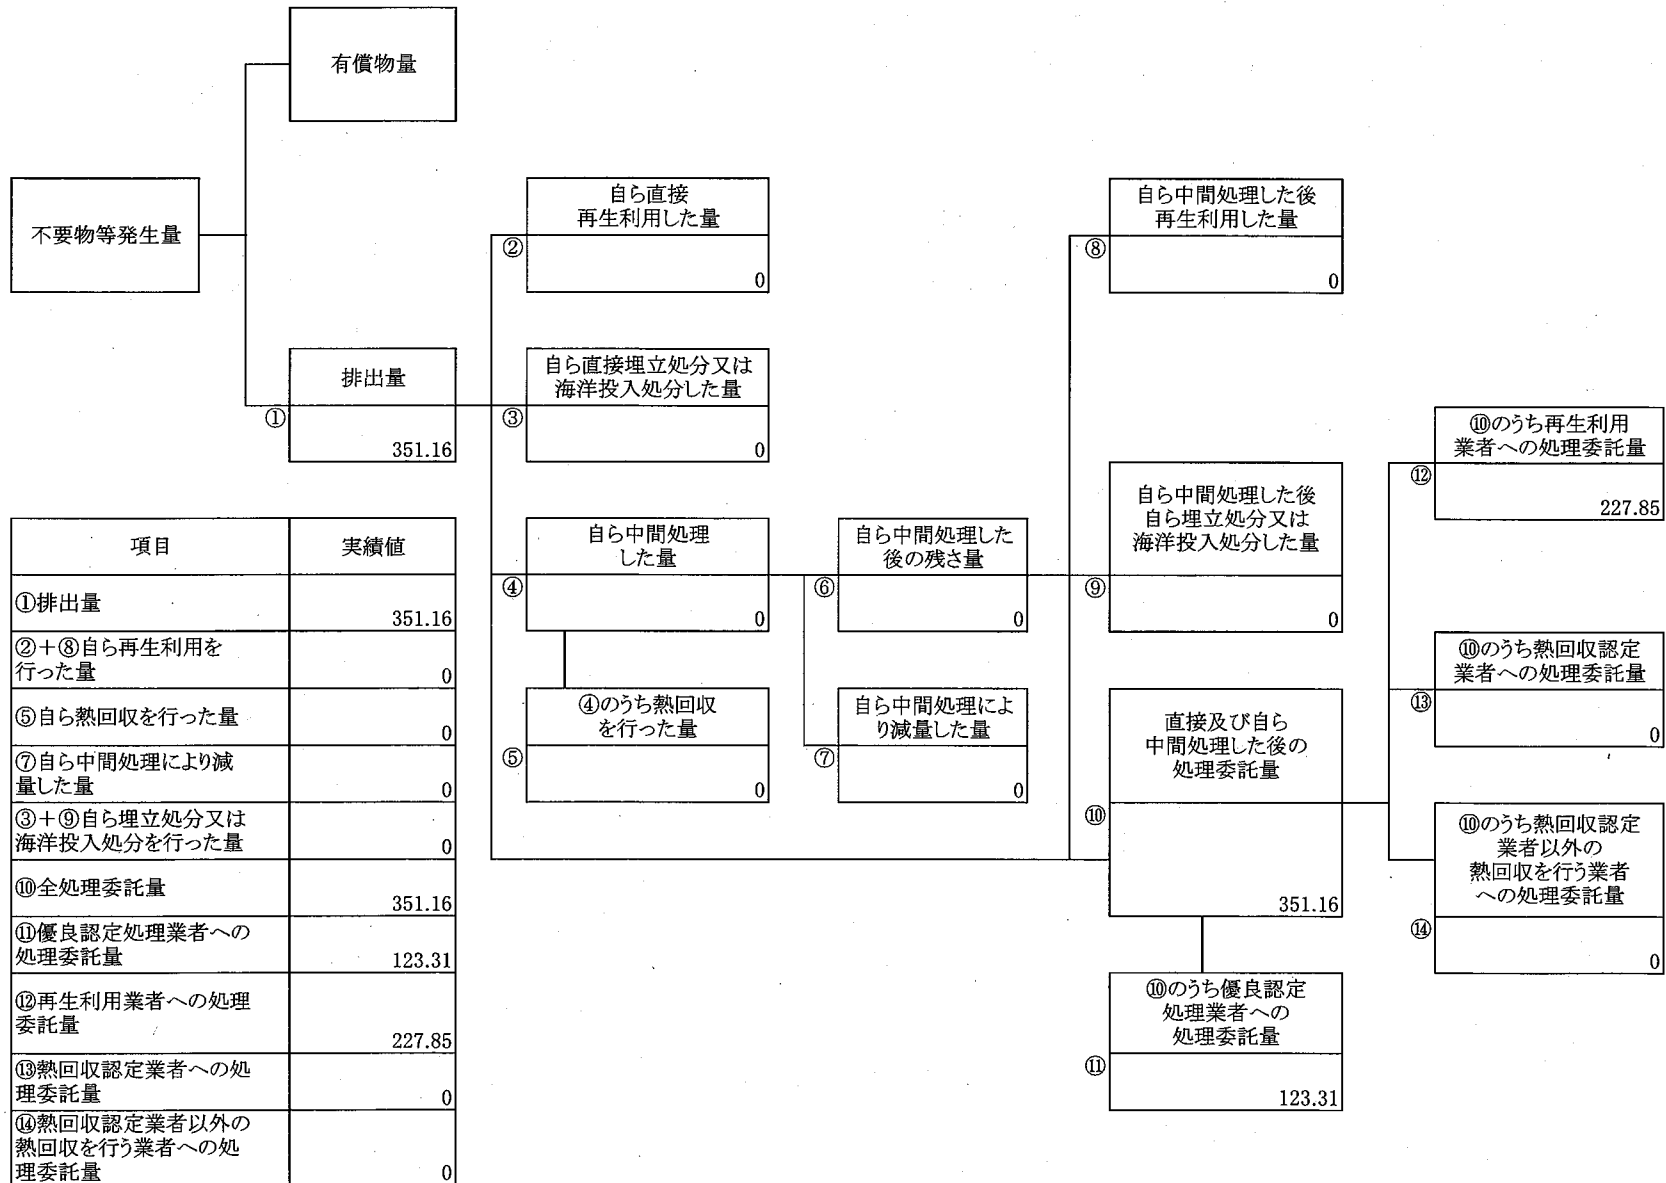 有償物量
不要物等発生量
排出量
①
351.16
自ら直接
再生利用した量
②
0
自ら直接埋立処分又は
海洋投入処分した量
③
0
自ら中間処理
した量
④
0
④のうち熱回収
を行った量
⑤
0
自ら中間処理した
後の残さ量
⑥
0
自ら中間処理によ
り減量した量
⑦
0
自ら中間処理した後
再生利用した量
⑧
0
自ら中間処理した後
自ら埋立処分又は
海洋投入処分した量
⑨
0
直接及び自ら
中間処理した後の
処理委託量
⑩
351.16
⑩のうち優良認定
処理業者への
処理委託量
⑪
123.31
⑩のうち再生利用
業者への処理委託量
⑫
227.85
⑩のうち熱回収認定
業者への処理委託量
⑬
0
⑩のうち熱回収認定
業者以外の
熱回収を行う業者
への処理委託量
⑭
0
項目 実績値
①排出量
351.16
②+⑧自ら再生利用を
行った量 0
⑤自ら熱回収を行った量
0
⑦自ら中間処理により減
量した量 0
③+⑨自ら埋立処分又は
海洋投入処分を行った量 0
⑩全処理委託量
351.16
⑪優良認定処理業者への
処理委託量 123.31
⑫再生利用業者への処理
委託量
227.85
⑬熱回収認定業者への処
理委託量 0
⑭熱回収認定業者以外の
熱回収を行う業者への処
理委託量 0